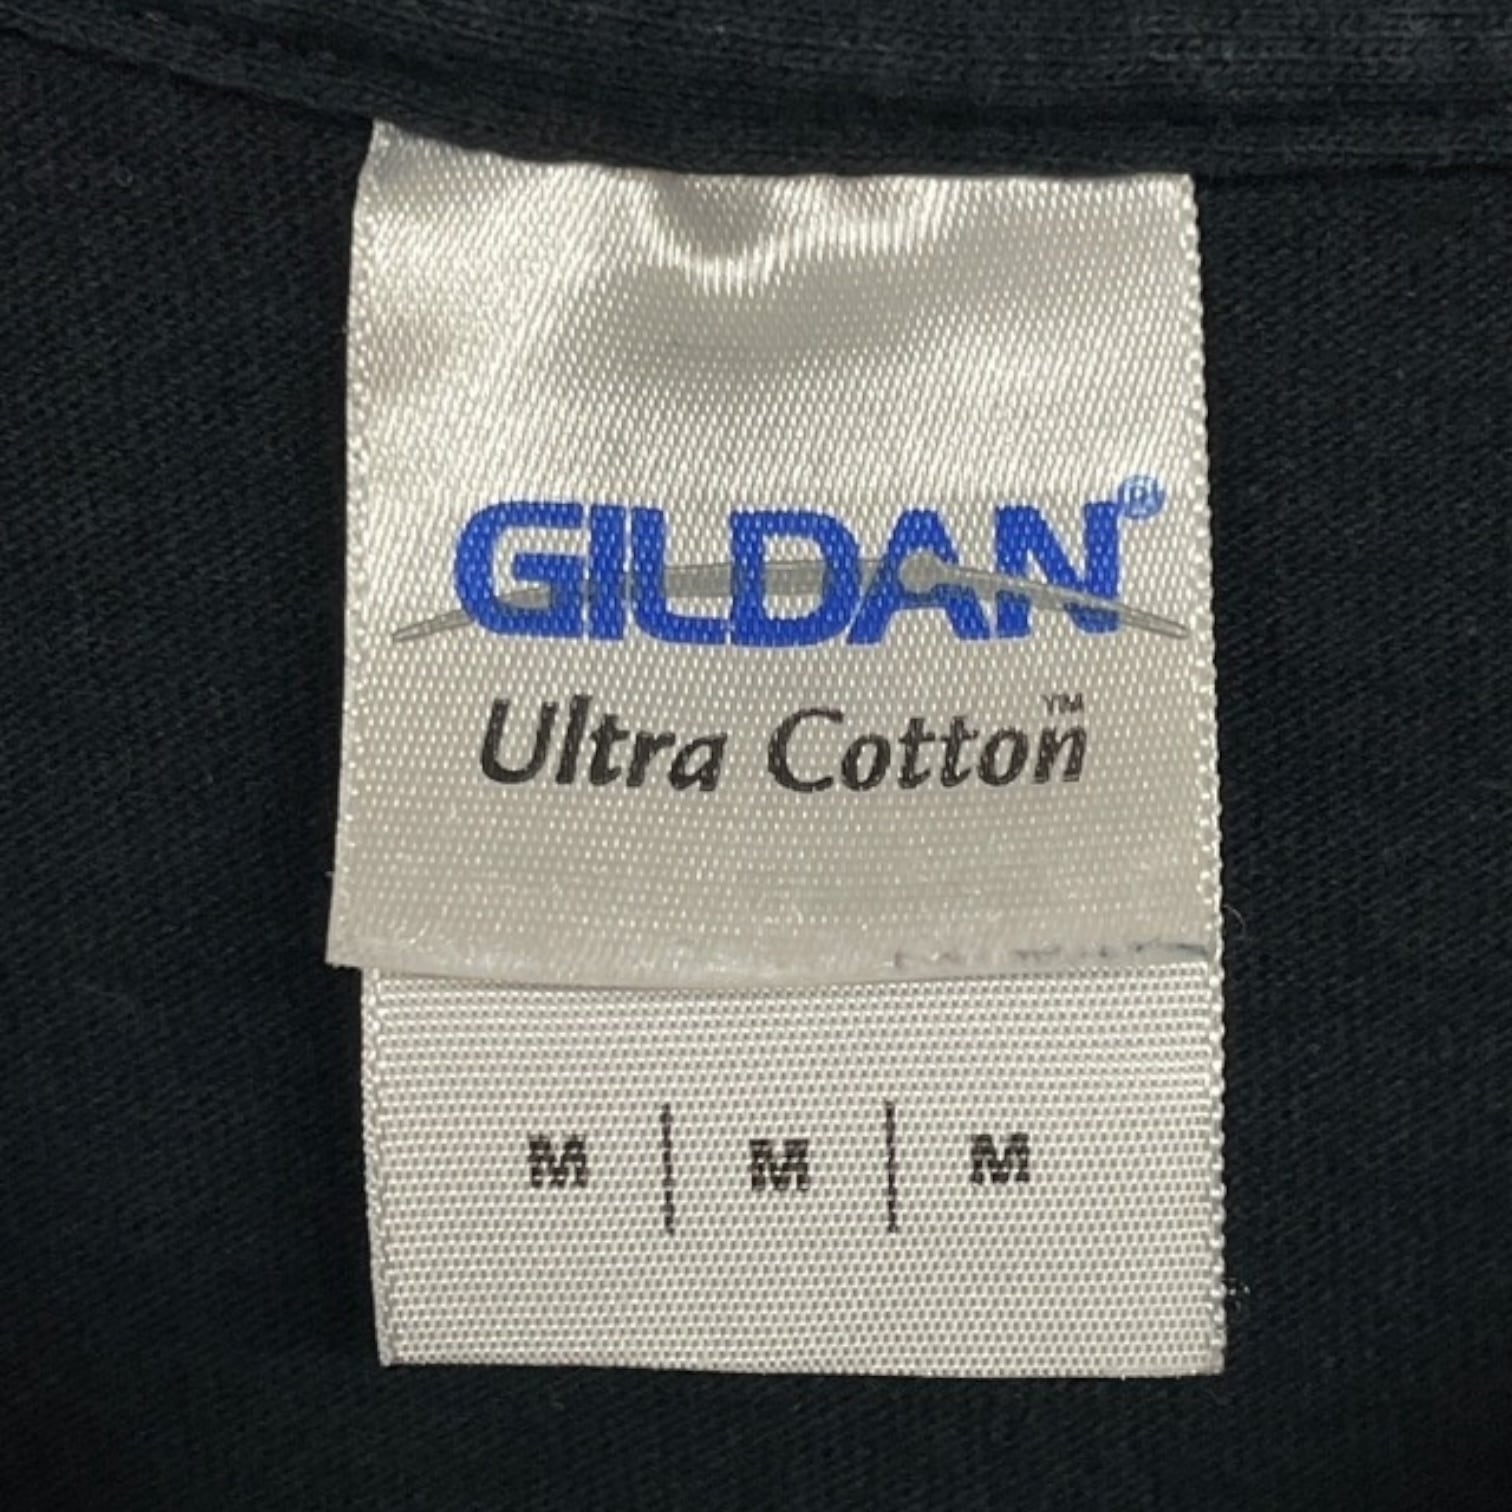 GILDAN®
Ultra Cotton™
M | M | M